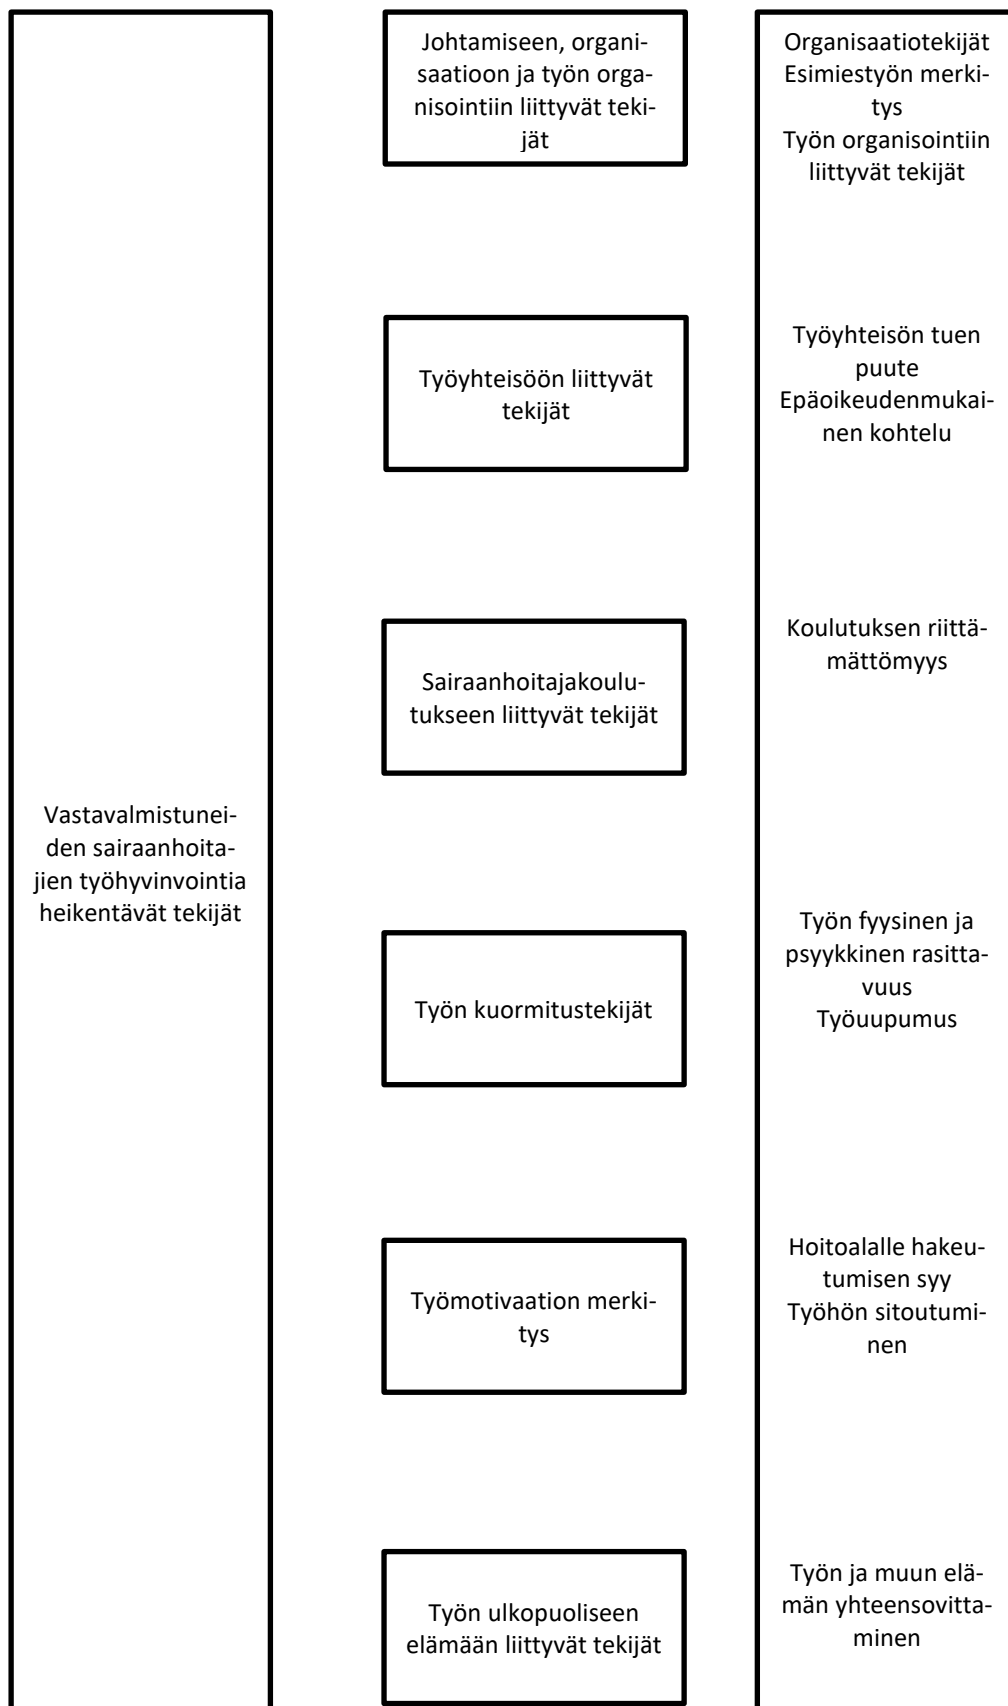 Johtamiseen, organi-
saatioon ja työn orga-
nisointiin liittyvät teki-
jät
Organisaatiotekijät
Esimiestyön merki-
tys
Työn organisointiin
liittyvät tekijät
Työyhteisöön liittyvät
tekijät
Työyhteisön tuen
puute
Epäoikeudenmukai-
nen kohtelu
Sairaanhoitajakoulu-
tukseen liittyvät tekijät
Koulutuksen riittä-
mättömyys
Vastavalmistunei-
den sairaanhoita-
jien työhyvinvointia
heikentävät tekijät
Työn kuormitustekijät
Työn fyysinen ja
psyykkinen rasitta-
vuus
Työuupumus
Työmotivaation merki-
tys
Hoitoalalle hakeu-
tumisen syy
Työhön sitoutumi-
nen
Työn ulkopuoliseen
elämään liittyvät tekijät
Työn ja muun elä-
män yhteensovitta-
minen